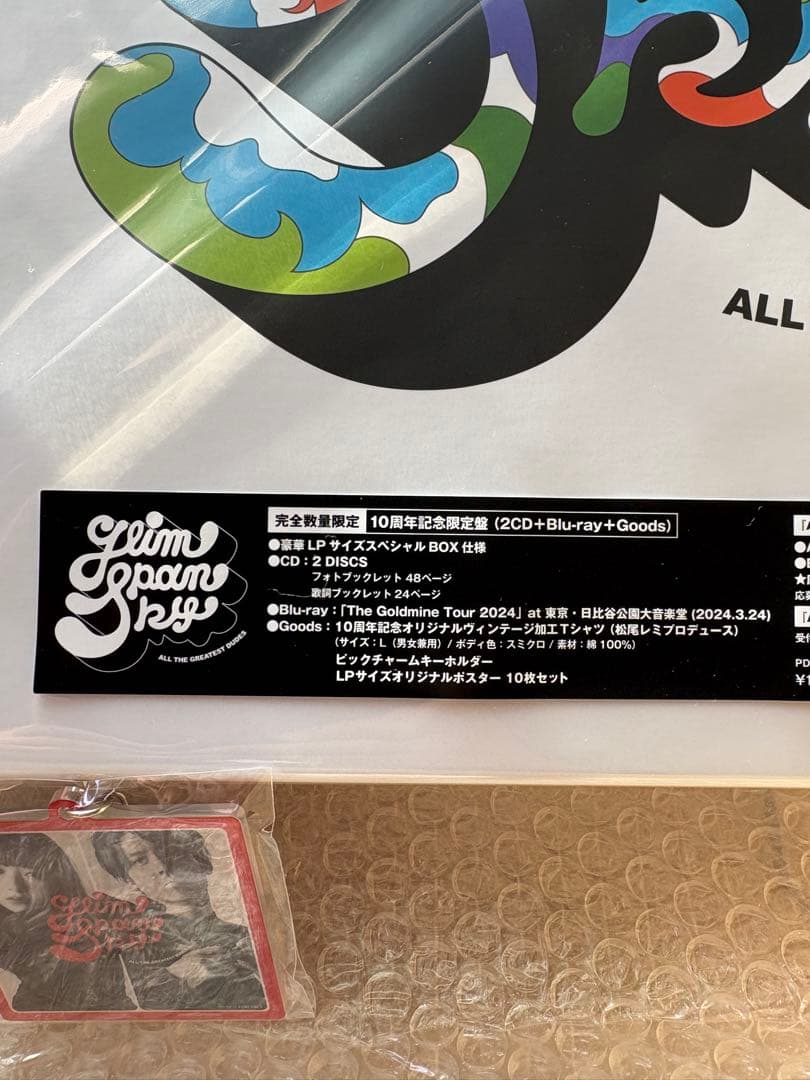 ALL
glim
span
sky
ALL THE GREATEST DUDES
完全数量限定 10周年記念限定盤 (2CD+Blu-ray+Goods)
●豪華 LP サイズスペシャル BOX 仕様
●CD : 2 DISCS
フォトブックレット 48ページ
歌詞ブックレット 24ページ
●Blu-ray :「The Goldmine Tour 2024」at 東京・日比谷公園大音楽堂 (2024.3.24)
●Goods : 10周年記念オリジナルヴィンテージ加工Tシャツ (松尾レミプロデュース)
(サイズ : L (男女兼用) / ボディ色 : スミクロ / 素材 : 綿 100%)
ピックチャームキーホルダー
LPサイズオリジナルポスター 10枚セット
応
受
PD
¥1
glim
spanky